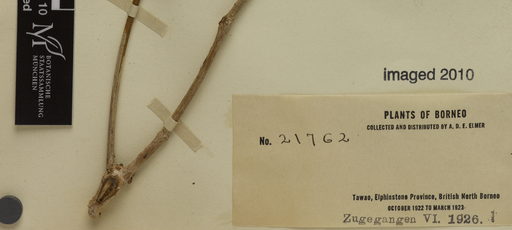 10
M
BOTANISCHE
STAATSSAMMLUNG
MÜNCHEN
imaged 2010
PLANTS OF BORNEO
COLLECTED AND DISTRIBUTED BY A. D. E. ELMER
No. 21762
Tawao, Elphinstone Province, British North Borneo
OCTOBER 1922 TO MARCH 1923
Zugegangen VI. 1926.